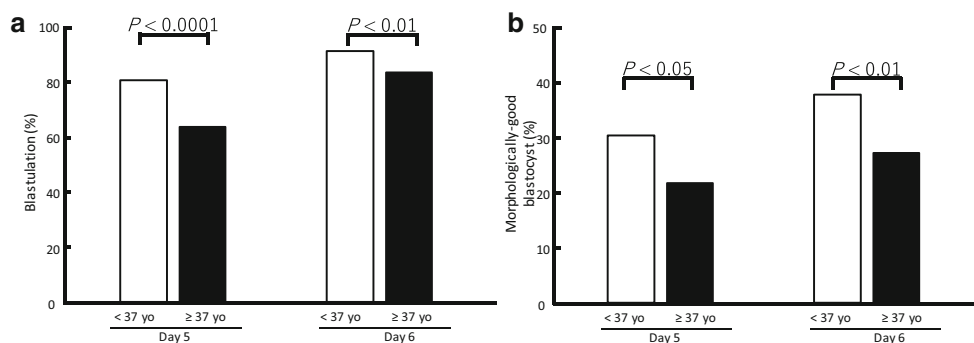 a
P < 0.0001
P < 0.01
100
80
60
40
20
0
Blastulation (%)
< 37 yo
≥ 37 yo
< 37 yo
≥ 37 yo
Day 5
Day 6
b
P < 0.05
P < 0.01
50
40
30
20
10
0
Morphologically-good
blastocyst (%)
< 37 yo
≥ 37 yo
< 37 yo
≥ 37 yo
Day 5
Day 6